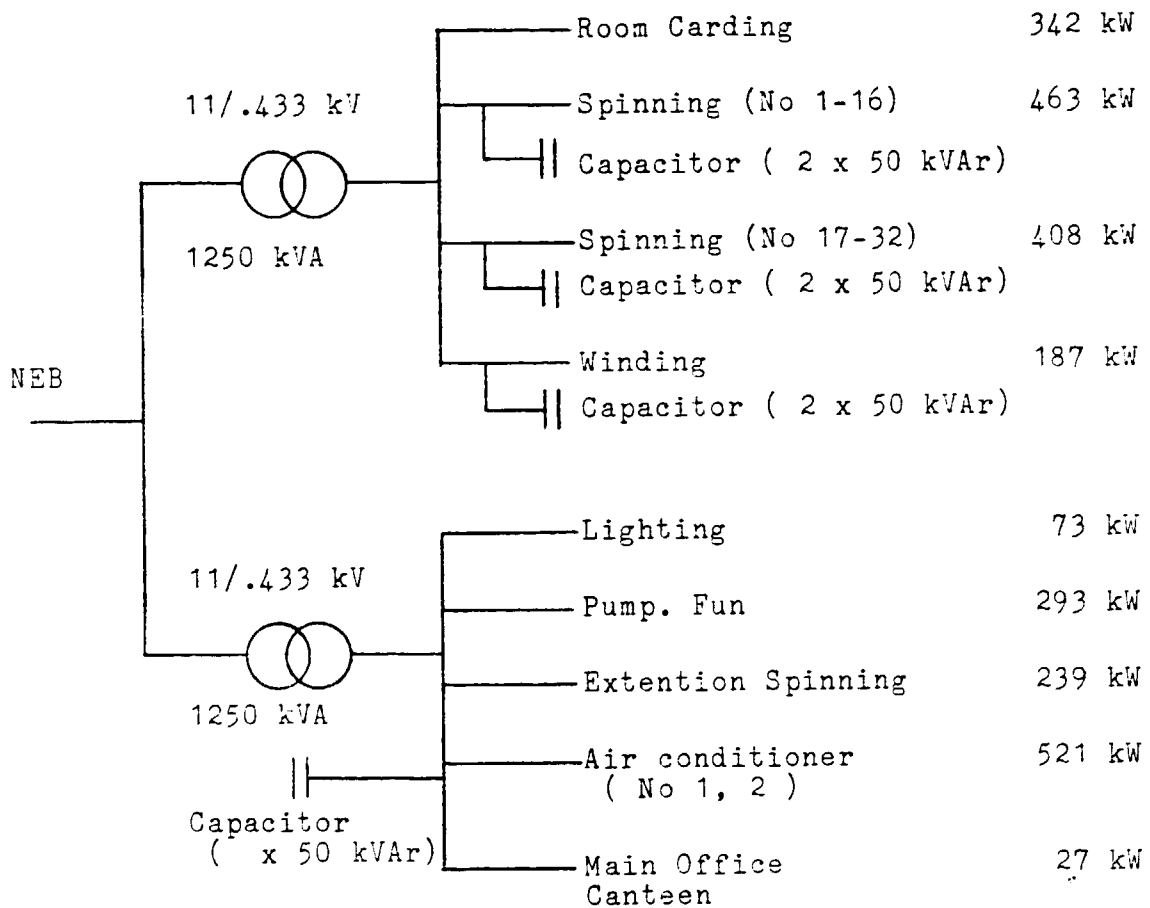 Room Carding 342 kW
11/.433 kV
Spinning (No 1-16) 463 kW
Capacitor ( 2 x 50 kVAr)
1250 kVA
Spinning (No 17-32) 408 kW
Capacitor ( 2 x 50 kVAr)
NEB
Winding 187 kW
Capacitor ( 2 x 50 kVAr)
Lighting 73 kW
11/.433 kV
Pump. Fun 293 kW
Extention Spinning 239 kW
1250 kVA
Air conditioner 521 kW
( No 1, 2 )
Capacitor
( x 50 kVAr)
Main Office 27 kW
Canteen